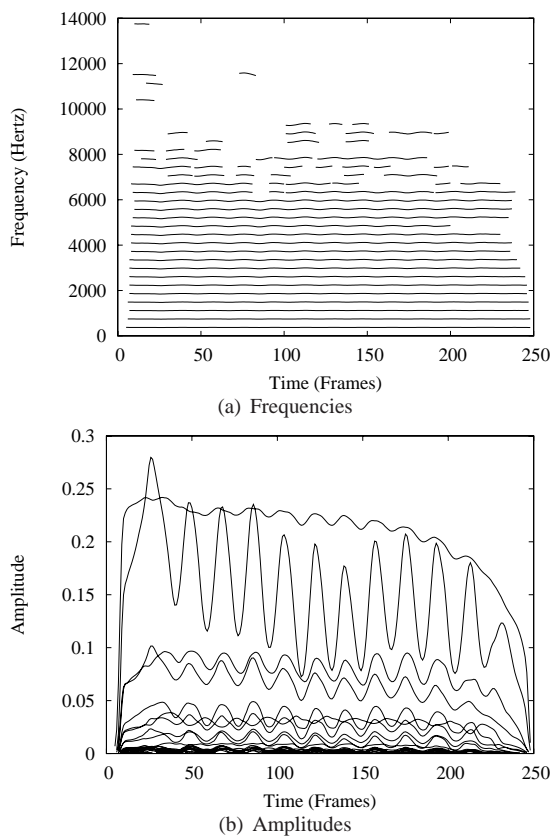 14000
12000
10000
8000
6000
4000
2000
0
Frequency (Hertz)
0 50 100 150 200 250
Time (Frames)
(a) Frequencies
0.3
0.25
0.2
0.15
0.1
0.05
0
Amplitude
0 50 100 150 200 250
Time (Frames)
(b) Amplitudes